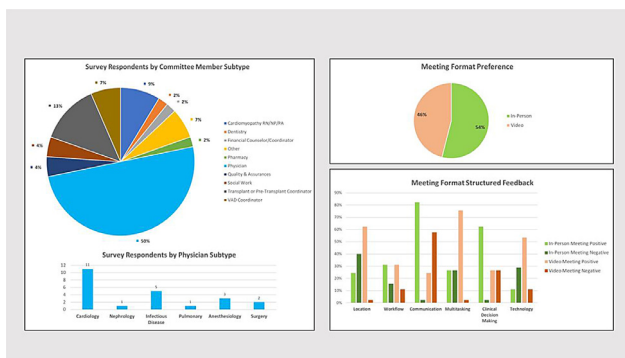 Survey Respondents by Committee Member Subtype
7%
9%
2%
2%
13%
7%
4%
2%
4%
50%
Cardiomyopathy RN/NP/PA
Dentistry
Financial Counselor/Coordinator
Other
Pharmacy
Physician
Quality & Assurances
Social Work
Transplant or Pre-Transplant Coordinator
VAD Coordinator
Survey Respondents by Physician Subtype
12
10
8
6
4
2
0
11
1
5
1
3
2
Cardiology
Nephrology
Infectious
Disease
Pulmonary
Anesthesiology
Surgery
Meeting Format Preference
46%
54%
In-Person
Video
Meeting Format Structured Feedback
90%
80%
70%
60%
50%
40%
30%
20%
10%
0%
Location
Workflow
Communication
Multitasking
Clinical
Decision
Making
Technology
In-Person Meeting Positive
In-Person Meeting Negative
Video Meeting Positive
Video Meeting Negative